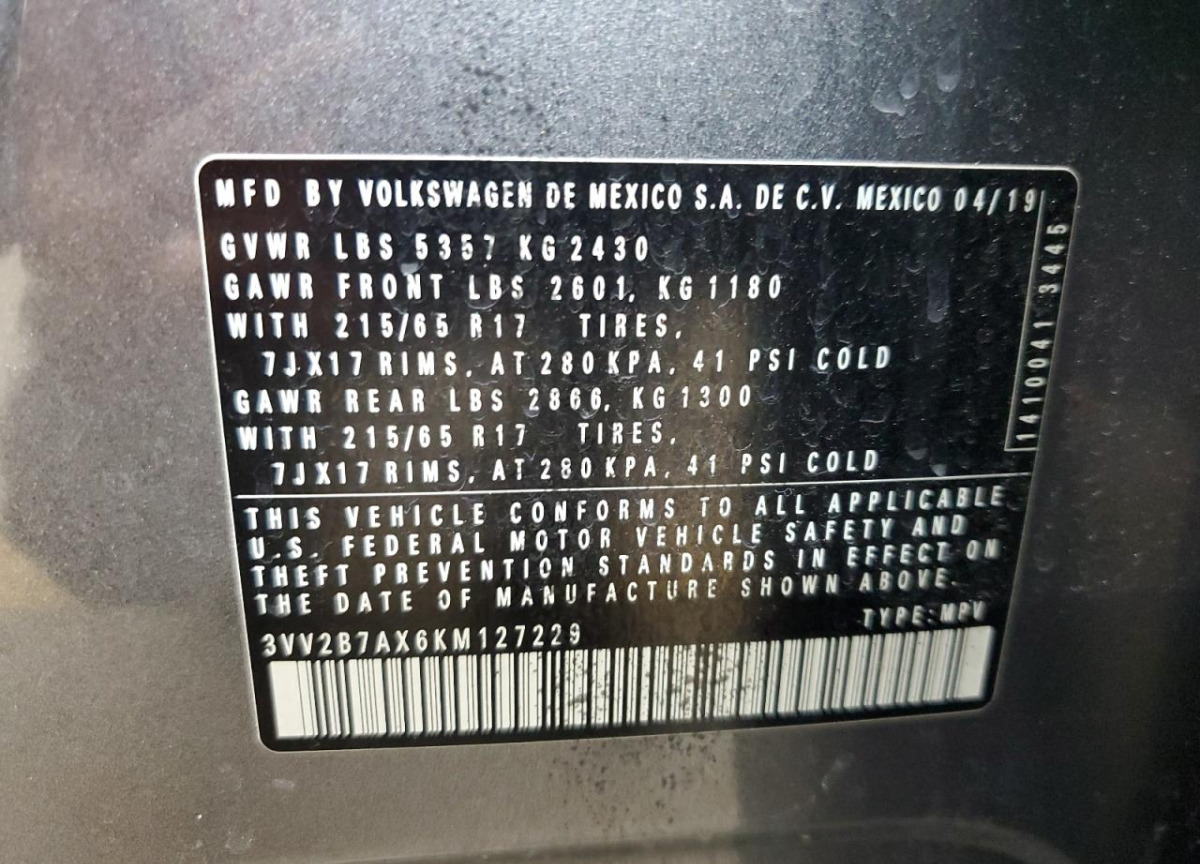 MFD BY VOLKSWAGEN DE MEXICO S.A. DE C.V. MEXICO 04/19
GVWR LBS 5357 KG 2430
GAWR FRONT LBS 2601, KG 1180
WITH 215/65 R17 TIRES,
7JX17 RIMS, AT 280 KPA, 41 PSI COLD
GAWR REAR LBS 2866, KG 1300
WITH 215/65 R17 TIRES,
7JX17 RIMS, AT 280 KPA, 41 PSI COLD
THIS VEHICLE CONFORMS TO ALL APPLICABLE
U.S. FEDERAL MOTOR VEHICLE SAFETY AND
THEFT PREVENTION STANDARDS IN EFFECT ON
THE DATE OF MANUFACTURE SHOWN ABOVE.
TYPE:MPV
3VV2B7AX6KM127229
1410041 3445